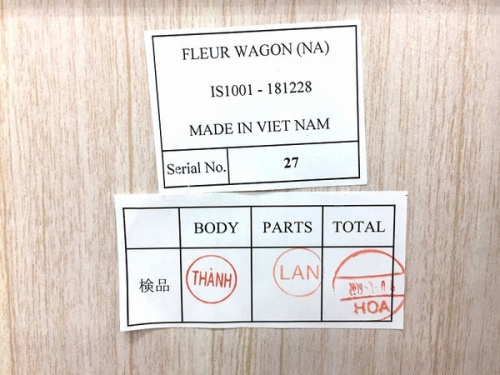 FLEUR WAGON (NA)
IS1001 - 181228
MADE IN VIET NAM
Serial No. 27
BODY PARTS TOTAL
検品 THÀNH LAN
HOA